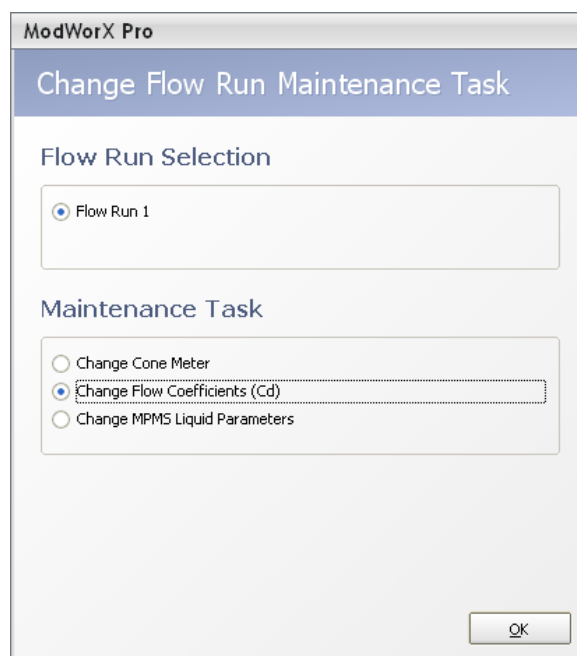 ModWorX Pro
Change Flow Run Maintenance Task
Flow Run Selection
Flow Run 1
Maintenance Task
Change Cone Meter
Change Flow Coefficients (Cd)
Change MPMS Liquid Parameters
OK